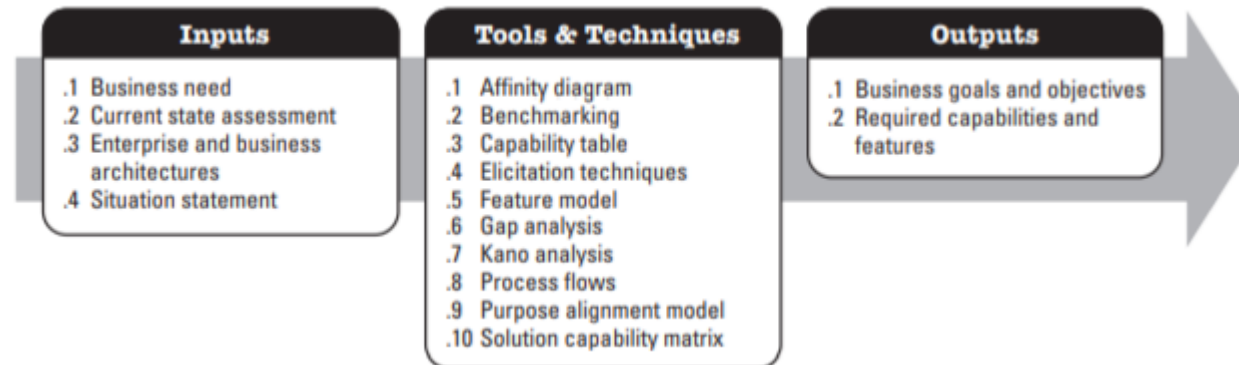 Inputs
.1 Business need
.2 Current state assessment
.3 Enterprise and business
architectures
.4 Situation statement
Tools & Techniques
.1 Affinity diagram
.2 Benchmarking
.3 Capability table
.4 Elicitation techniques
.5 Feature model
.6 Gap analysis
.7 Kano analysis
.8 Process flows
.9 Purpose alignment model
.10 Solution capability matrix
Outputs
.1 Business goals and objectives
.2 Required capabilities and
features